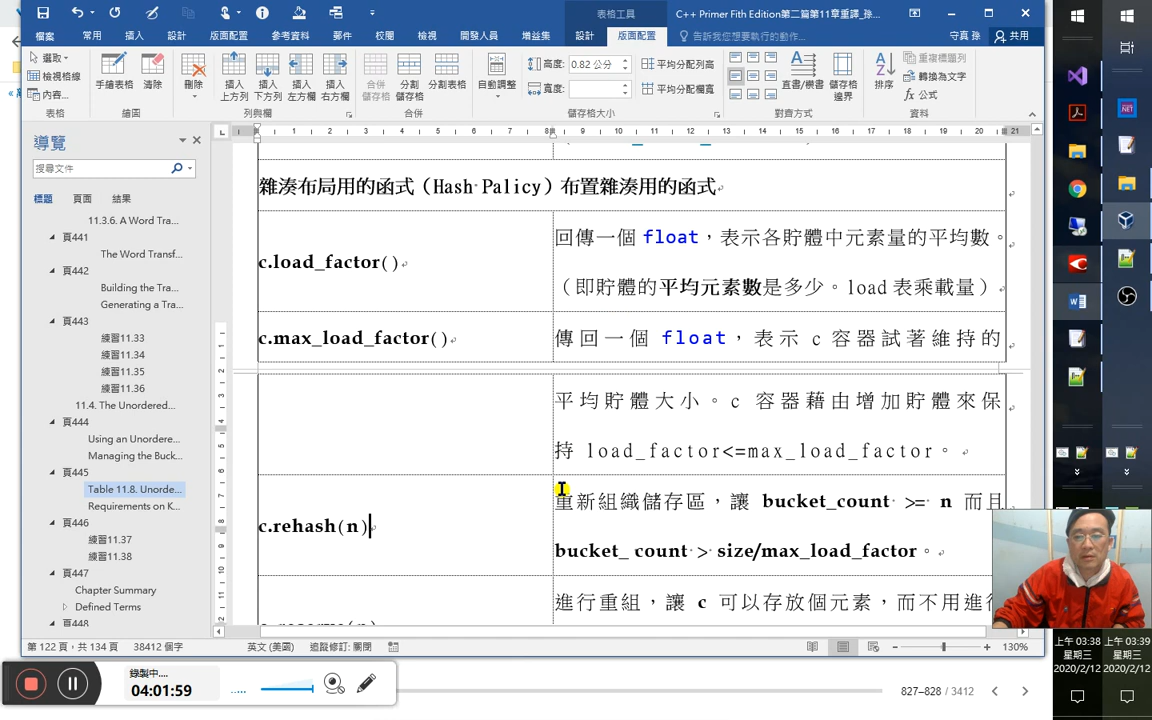 表格工具
C++ Primer Fith Edition第二篇第11章重譯_孫...
檔案
常用
插入
設計
版面配置
參考資料
郵件
校閱
檢視
開發人員
增益集
設計
版面配置
告訴我您想要執行的動作...
守真 孫
共用
選取
檢視格線
內容...
表格
手繪表格
清除
繪圖
刪除
插入
上方列
插入
下方列
插入
左方欄
插入
右方欄
列與欄
合併
儲存格
分割
儲存格
分割表格
合併
自動調整
高度:
0.82 公分
寬度:
平均分配列高
平均分配欄寬
儲存格大小
直書/橫書
儲存格
邊界
對齊方式
排序
重複標題列
轉換為文字
公式
資料
導覽
搜尋文件
標題
頁面
結果
11.3.6. A Word Tra...
頁441
The Word Transf...
頁442
Building the Tra...
Generating a Tra...
頁443
練習11.33
練習11.34
練習11.35
練習11.36
11.4. The Unordered...
頁444
Using an Unordere...
Managing the Buck...
頁445
Table 11.8. Unorde...
Requirements on K...
頁446
練習11.37
練習11.38
頁447
Chapter Summary
Defined Terms
頁448
雜湊布局用的函式（Hash Palicy）布置雜湊用的函式
c.load_factor()
回傳一個 float，表示各貯體中元素量的平均數。
（即貯體的平均元素數是多少。load 表乘載量）
c.max_load_factor()
傳回一個 float，表示 c 容器試著維持的
平均貯體大小。c 容器藉由增加貯體來保
持 load_factor<=max_load_factor。
c.rehash(n)
重新組織儲存區，讓 bucket_count >= n 而且
bucket_ count > size/max_load_factor。
進行重組，讓 c 可以存放個元素，而不用進行
第 122 頁，共 134 頁
38412 個字
英文 (美國)
追蹤修訂: 關閉
130%
錄製中...
04:01:59
827–828 / 3412
上午 03:38
星期三
2020/2/12
上午 03:39
星期三
2020/2/12